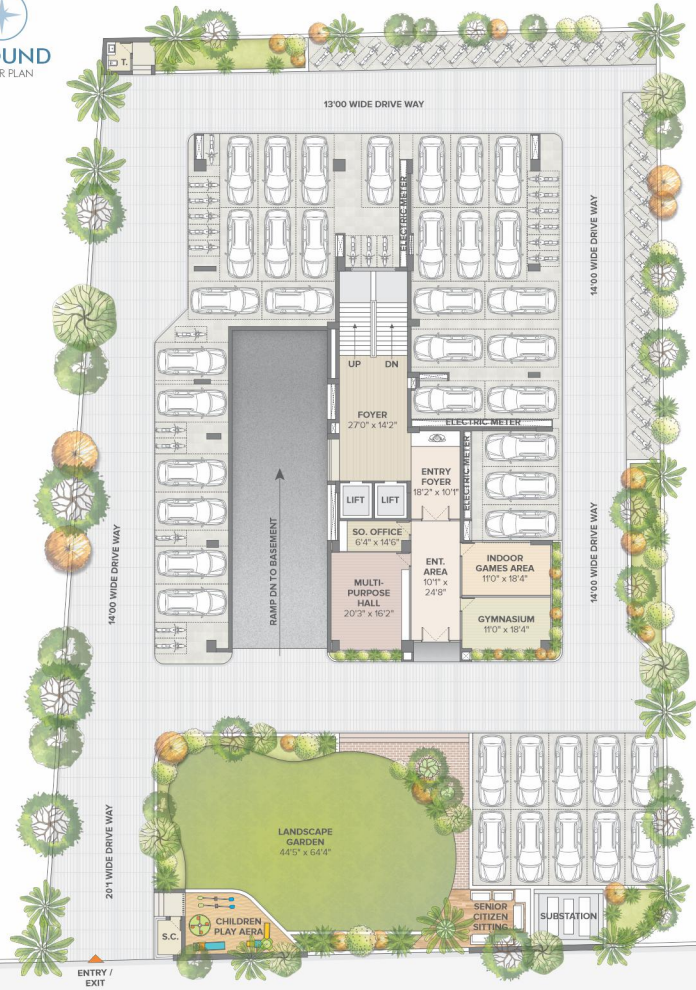 OUND
R PLAN
T.
13'00 WIDE DRIVE WAY
ELECTRIC METER
14'00 WIDE DRIVE WAY
UP DN
FOYER
27'0" x 14'2"
ELECTRIC METER
ELECTRIC METER
ENTRY
FOYER
18'2" x 10'1"
LIFT LIFT
SO. OFFICE
6'4" x 14'6"
ENT.
AREA
10'1" x
24'8"
INDOOR
GAMES AREA
11'0" x 18'4"
MULTI-
PURPOSE
HALL
20'3" x 16'2"
GYMNASIUM
11'0" x 18'4"
RAMP DN TO BASEMENT
14'00 WIDE DRIVE WAY
14'00 WIDE DRIVE WAY
LANDSCAPE
GARDEN
44'5" x 64'4"
20'1 WIDE DRIVE WAY
CHILDREN
PLAY AERA
S.C.
SENIOR
CITIZEN
SITTING
SUBSTATION
ENTRY /
EXIT